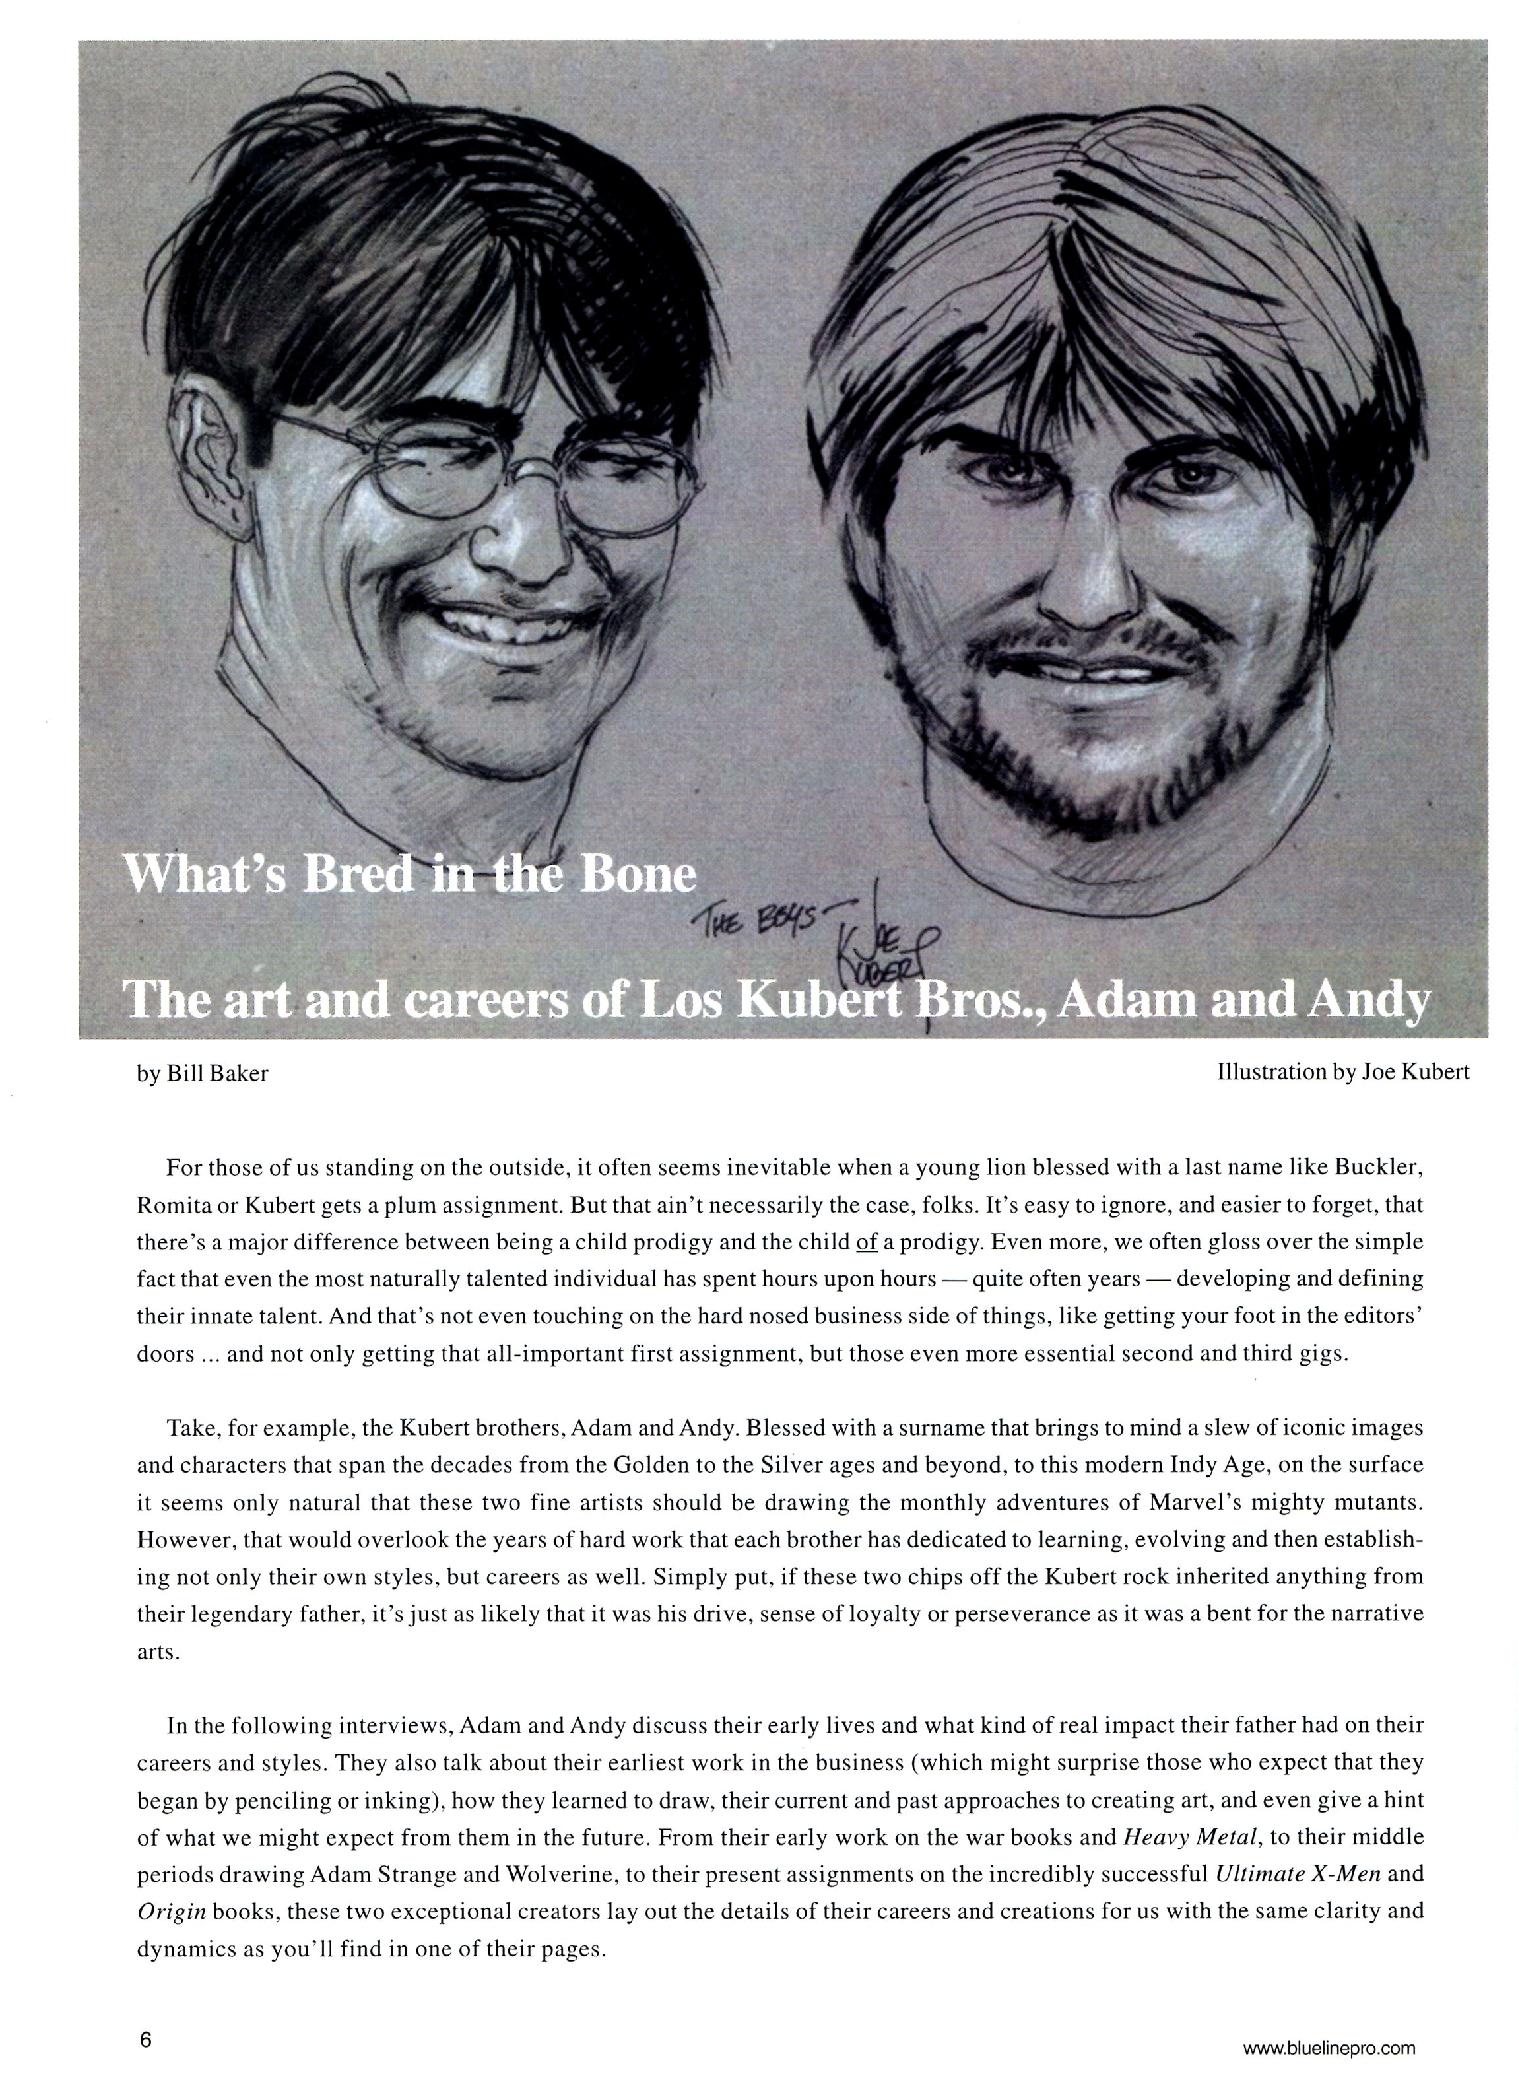 What's Bred in the Bone
THE BOYS—
JOE
KUBERT
The art and careers of Los Kubert Bros., Adam and Andy
by Bill Baker
Illustration by Joe Kubert
For those of us standing on the outside, it often seems inevitable when a young lion blessed with a last name like Buckler,
Romita or Kubert gets a plum assignment. But that ain't necessarily the case, folks. It's easy to ignore, and easier to forget, that
there's a major difference between being a child prodigy and the child of a prodigy. Even more, we often gloss over the simple
fact that even the most naturally talented individual has spent hours upon hours — quite often years — developing and defining
their innate talent. And that's not even touching on the hard nosed business side of things, like getting your foot in the editors'
doors ... and not only getting that all-important first assignment, but those even more essential second and third gigs.
Take, for example, the Kubert brothers, Adam and Andy. Blessed with a surname that brings to mind a slew of iconic images
and characters that span the decades from the Golden to the Silver ages and beyond, to this modern Indy Age, on the surface
it seems only natural that these two fine artists should be drawing the monthly adventures of Marvel's mighty mutants.
However, that would overlook the years of hard work that each brother has dedicated to learning, evolving and then establish-
ing not only their own styles, but careers as well. Simply put, if these two chips off the Kubert rock inherited anything from
their legendary father, it's just as likely that it was his drive, sense of loyalty or perseverance as it was a bent for the narrative
arts.
In the following interviews, Adam and Andy discuss their early lives and what kind of real impact their father had on their
careers and styles. They also talk about their earliest work in the business (which might surprise those who expect that they
began by penciling or inking), how they learned to draw, their current and past approaches to creating art, and even give a hint
of what we might expect from them in the future. From their early work on the war books and Heavy Metal, to their middle
periods drawing Adam Strange and Wolverine, to their present assignments on the incredibly successful Ultimate X-Men and
Origin books, these two exceptional creators lay out the details of their careers and creations for us with the same clarity and
dynamics as you'll find in one of their pages.
6
www.bluelinepro.com